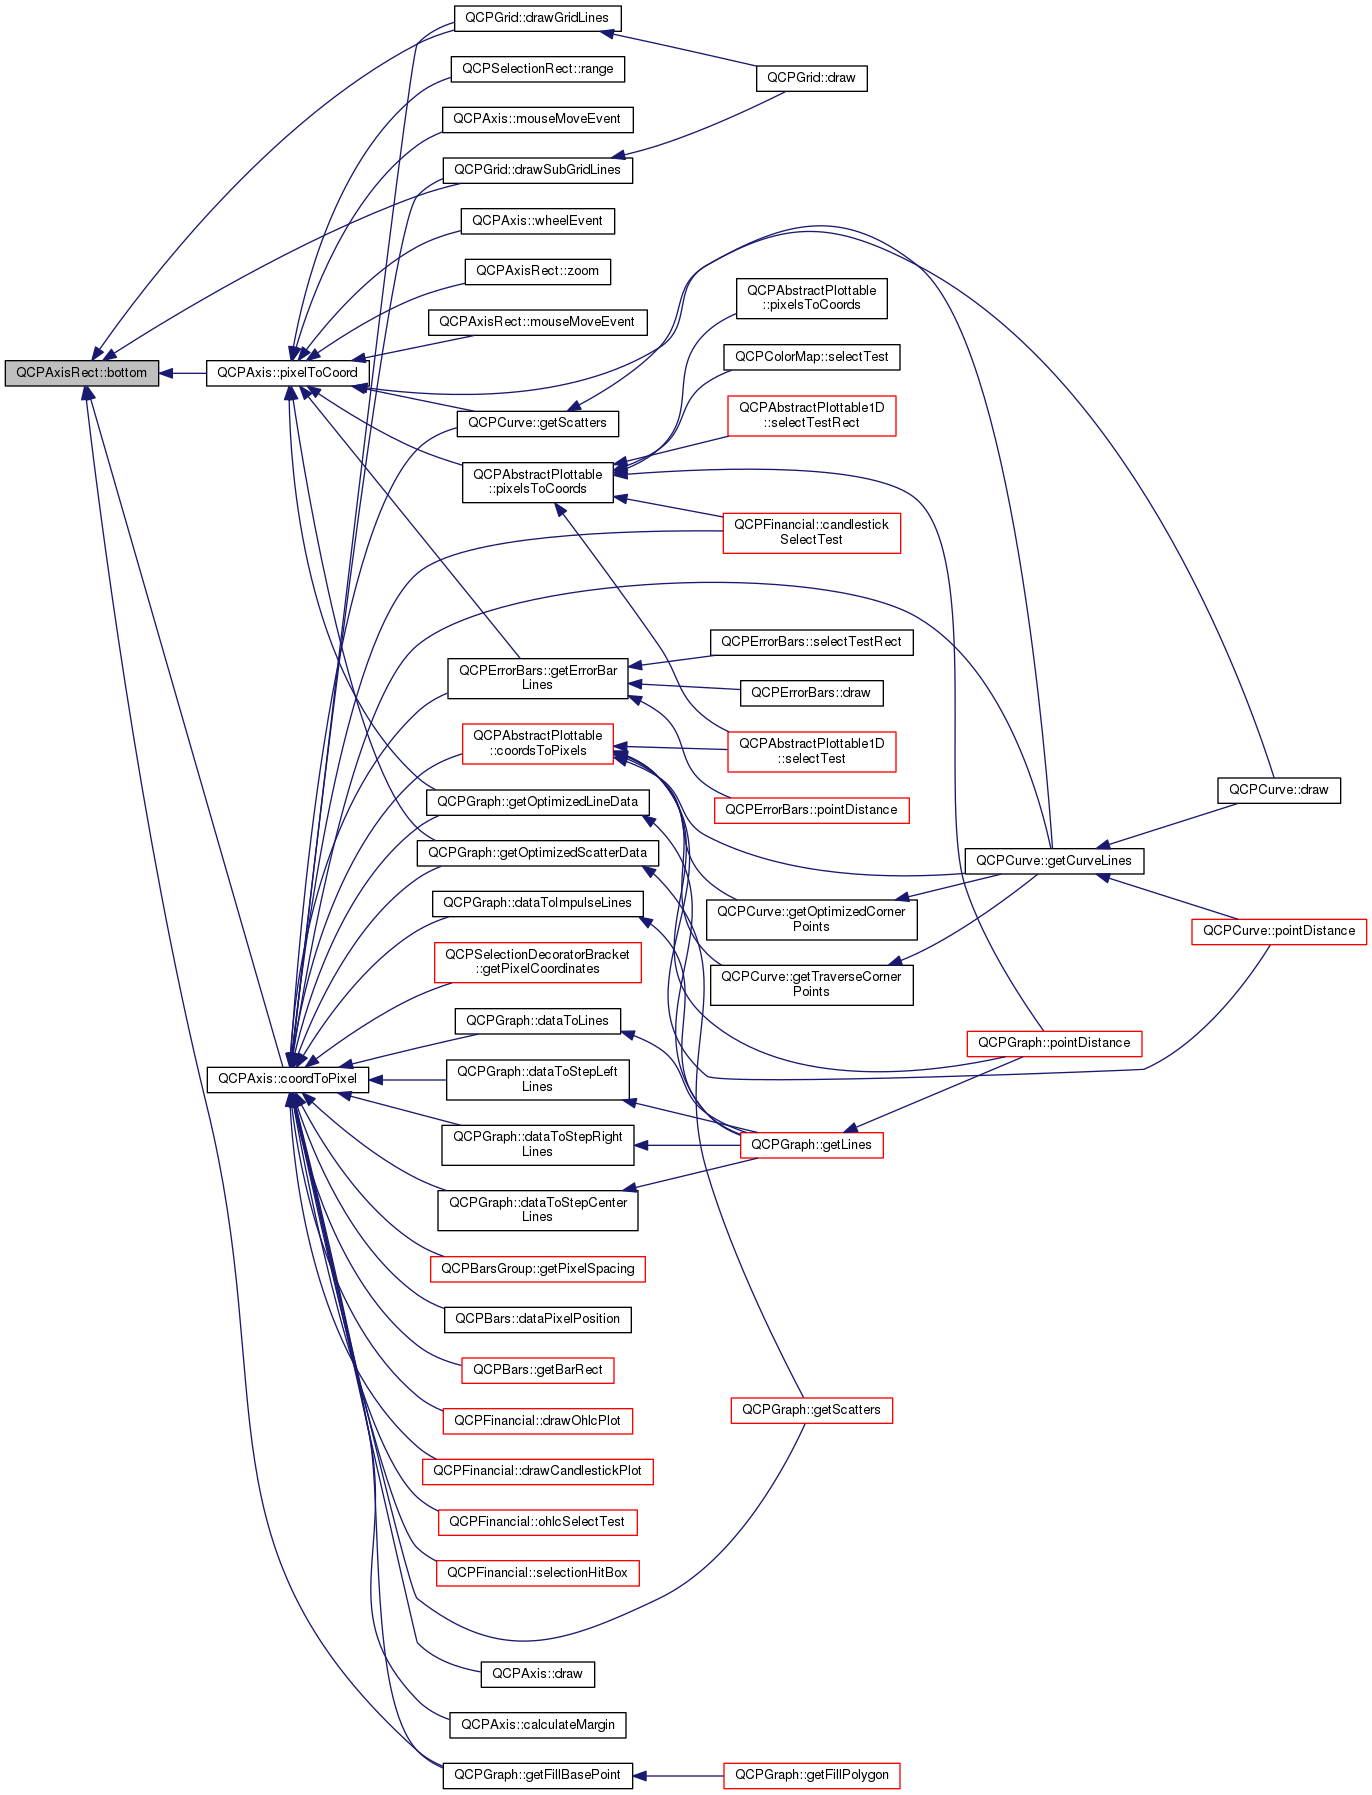 QCPAxisRect::bottom
QCPAxis::pixelToCoord
QCPAxis::coordToPixel
QCPGrid::drawGridLines
QCPSelectionRect::range
QCPAxis::mouseMoveEvent
QCPGrid::drawSubGridLines
QCPAxis::wheelEvent
QCPAxisRect::zoom
QCPAxisRect::mouseMoveEvent
QCPCurve::getScatters
QCPAbstractPlottable
::pixelsToCoords
QCPErrorBars::getErrorBar
Lines
QCPAbstractPlottable
::coordsToPixels
QCPGraph::getOptimizedLineData
QCPGraph::getOptimizedScatterData
QCPGraph::dataToImpulseLines
QCPSelectionDecoratorBracket
::getPixelCoordinates
QCPGraph::dataToLines
QCPGraph::dataToStepLeft
Lines
QCPGraph::dataToStepRight
Lines
QCPGraph::dataToStepCenter
Lines
QCPBarsGroup::getPixelSpacing
QCPBars::dataPixelPosition
QCPBars::getBarRect
QCPFinancial::drawOhlcPlot
QCPFinancial::drawCandlestickPlot
QCPFinancial::ohlcSelectTest
QCPFinancial::selectionHitBox
QCPAxis::draw
QCPAxis::calculateMargin
QCPGraph::getFillBasePoint
QCPGrid::draw
QCPAbstractPlottable
::pixelsToCoords
QCPColorMap::selectTest
QCPAbstractPlottable1D
::selectTestRect
QCPFinancial::candlestick
SelectTest
QCPErrorBars::selectTestRect
QCPErrorBars::draw
QCPAbstractPlottable1D
::selectTest
QCPErrorBars::pointDistance
QCPCurve::getOptimizedCorner
Points
QCPCurve::getTraverseCorner
Points
QCPGraph::getLines
QCPGraph::getScatters
QCPGraph::getFillPolygon
QCPCurve::getCurveLines
QCPGraph::pointDistance
QCPCurve::draw
QCPCurve::pointDistance